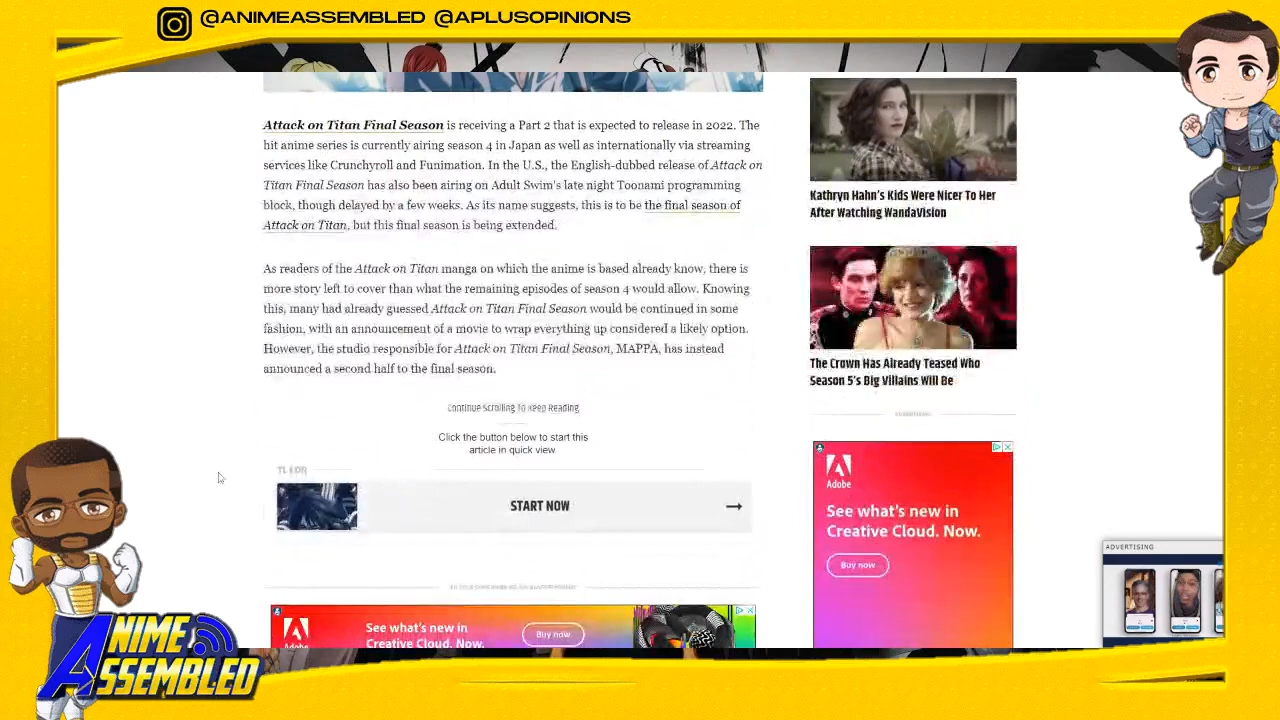 @ANIMEASSEMBLED @APLUSOPINIONS
Attack on Titan Final Season is receiving a Part 2 that is expected to release in 2022. The
hit anime series is currently airing season 4 in Japan as well as internationally via streaming
services like Crunchyroll and Funimation. In the U.S., the English-dubbed release of Attack on
Titan Final Season has also been airing on Adult Swim's late night Toonami programming
block, though delayed by a few weeks. As its name suggests, this is to be the final season of
Attack on Titan, but this final season is being extended.
As readers of the Attack on Titan manga on which the anime is based already know, there is
more story left to cover than what the remaining episodes of season 4 would allow. Knowing
this, many had already guessed Attack on Titan Final Season would be continued in some
fashion, with an announcement of a movie to wrap everything up considered a likely option.
However, the studio responsible for Attack on Titan Final Season, MAPPA, has instead
announced a second half to the final season.
Continue Scrolling To Keep Reading
Click the button below to start this
article in quick view
START NOW
Adobe
See what's new in
Creative Cloud. Now.
Buy now
Kathryn Hahn's Kids Were Nicer To Her
After Watching WandaVision
The Crown Has Already Teased Who
Season 5's Big Villains Will Be
ADVERTISING
Adobe
See what's new in
Creative Cloud. Now.
Buy now
ADVERTISING
ANIME
ASSEMBLED